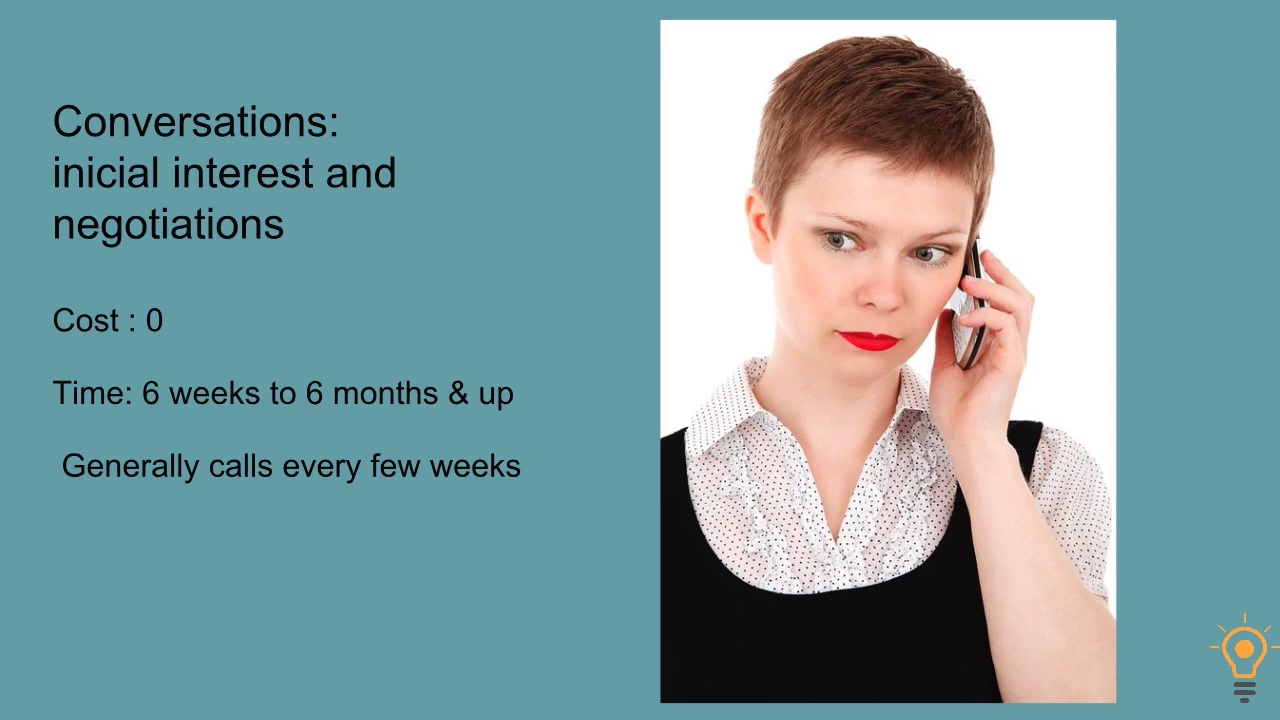 Conversations:
inicial interest and
negotiations
Cost : 0
Time: 6 weeks to 6 months & up
Generally calls every few weeks